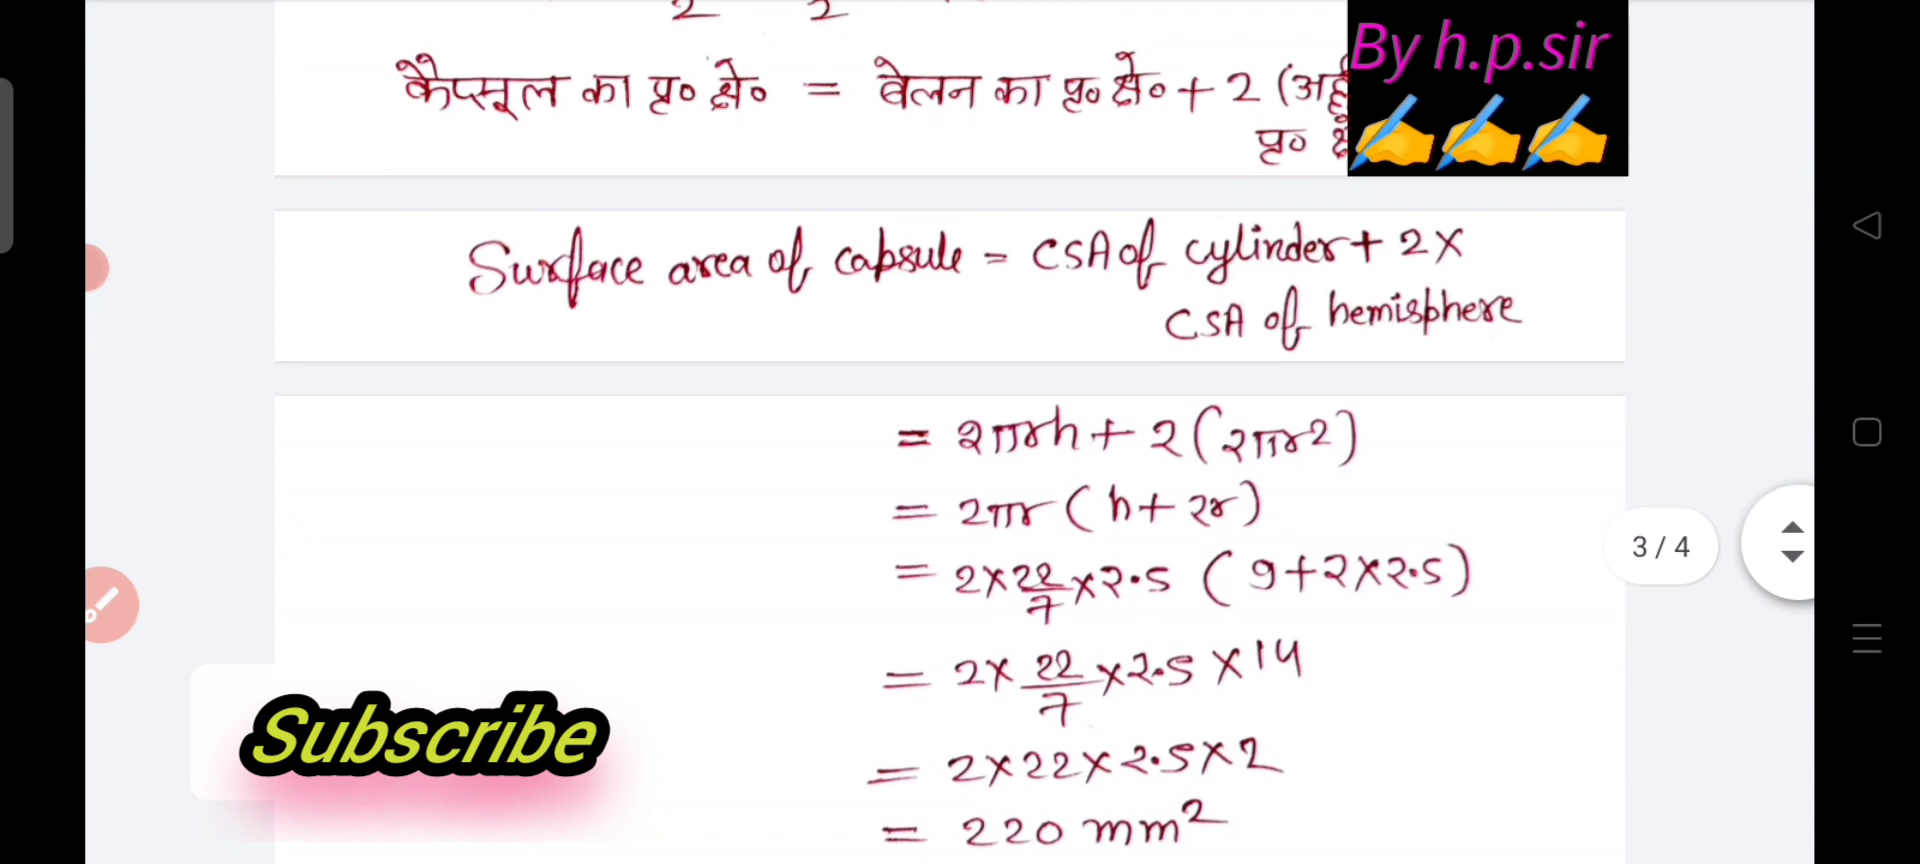 2 2
कैप्सूल का पृ० क्षे० = बेलन का पृ० क्षे० + 2 (
पृ०
By h.p.sir
Surface area of capsule = CSA of cylinder + 2×
CSA of hemisphere
= 2πrh + 2(2πr2)
= 2πr (h + 2r)
= 2×22/7×2.5 (9+2×2.5)
= 2×22/7×2.5×14
= 2×22×2.5×2
= 220 mm²
3 / 4
Subscribe